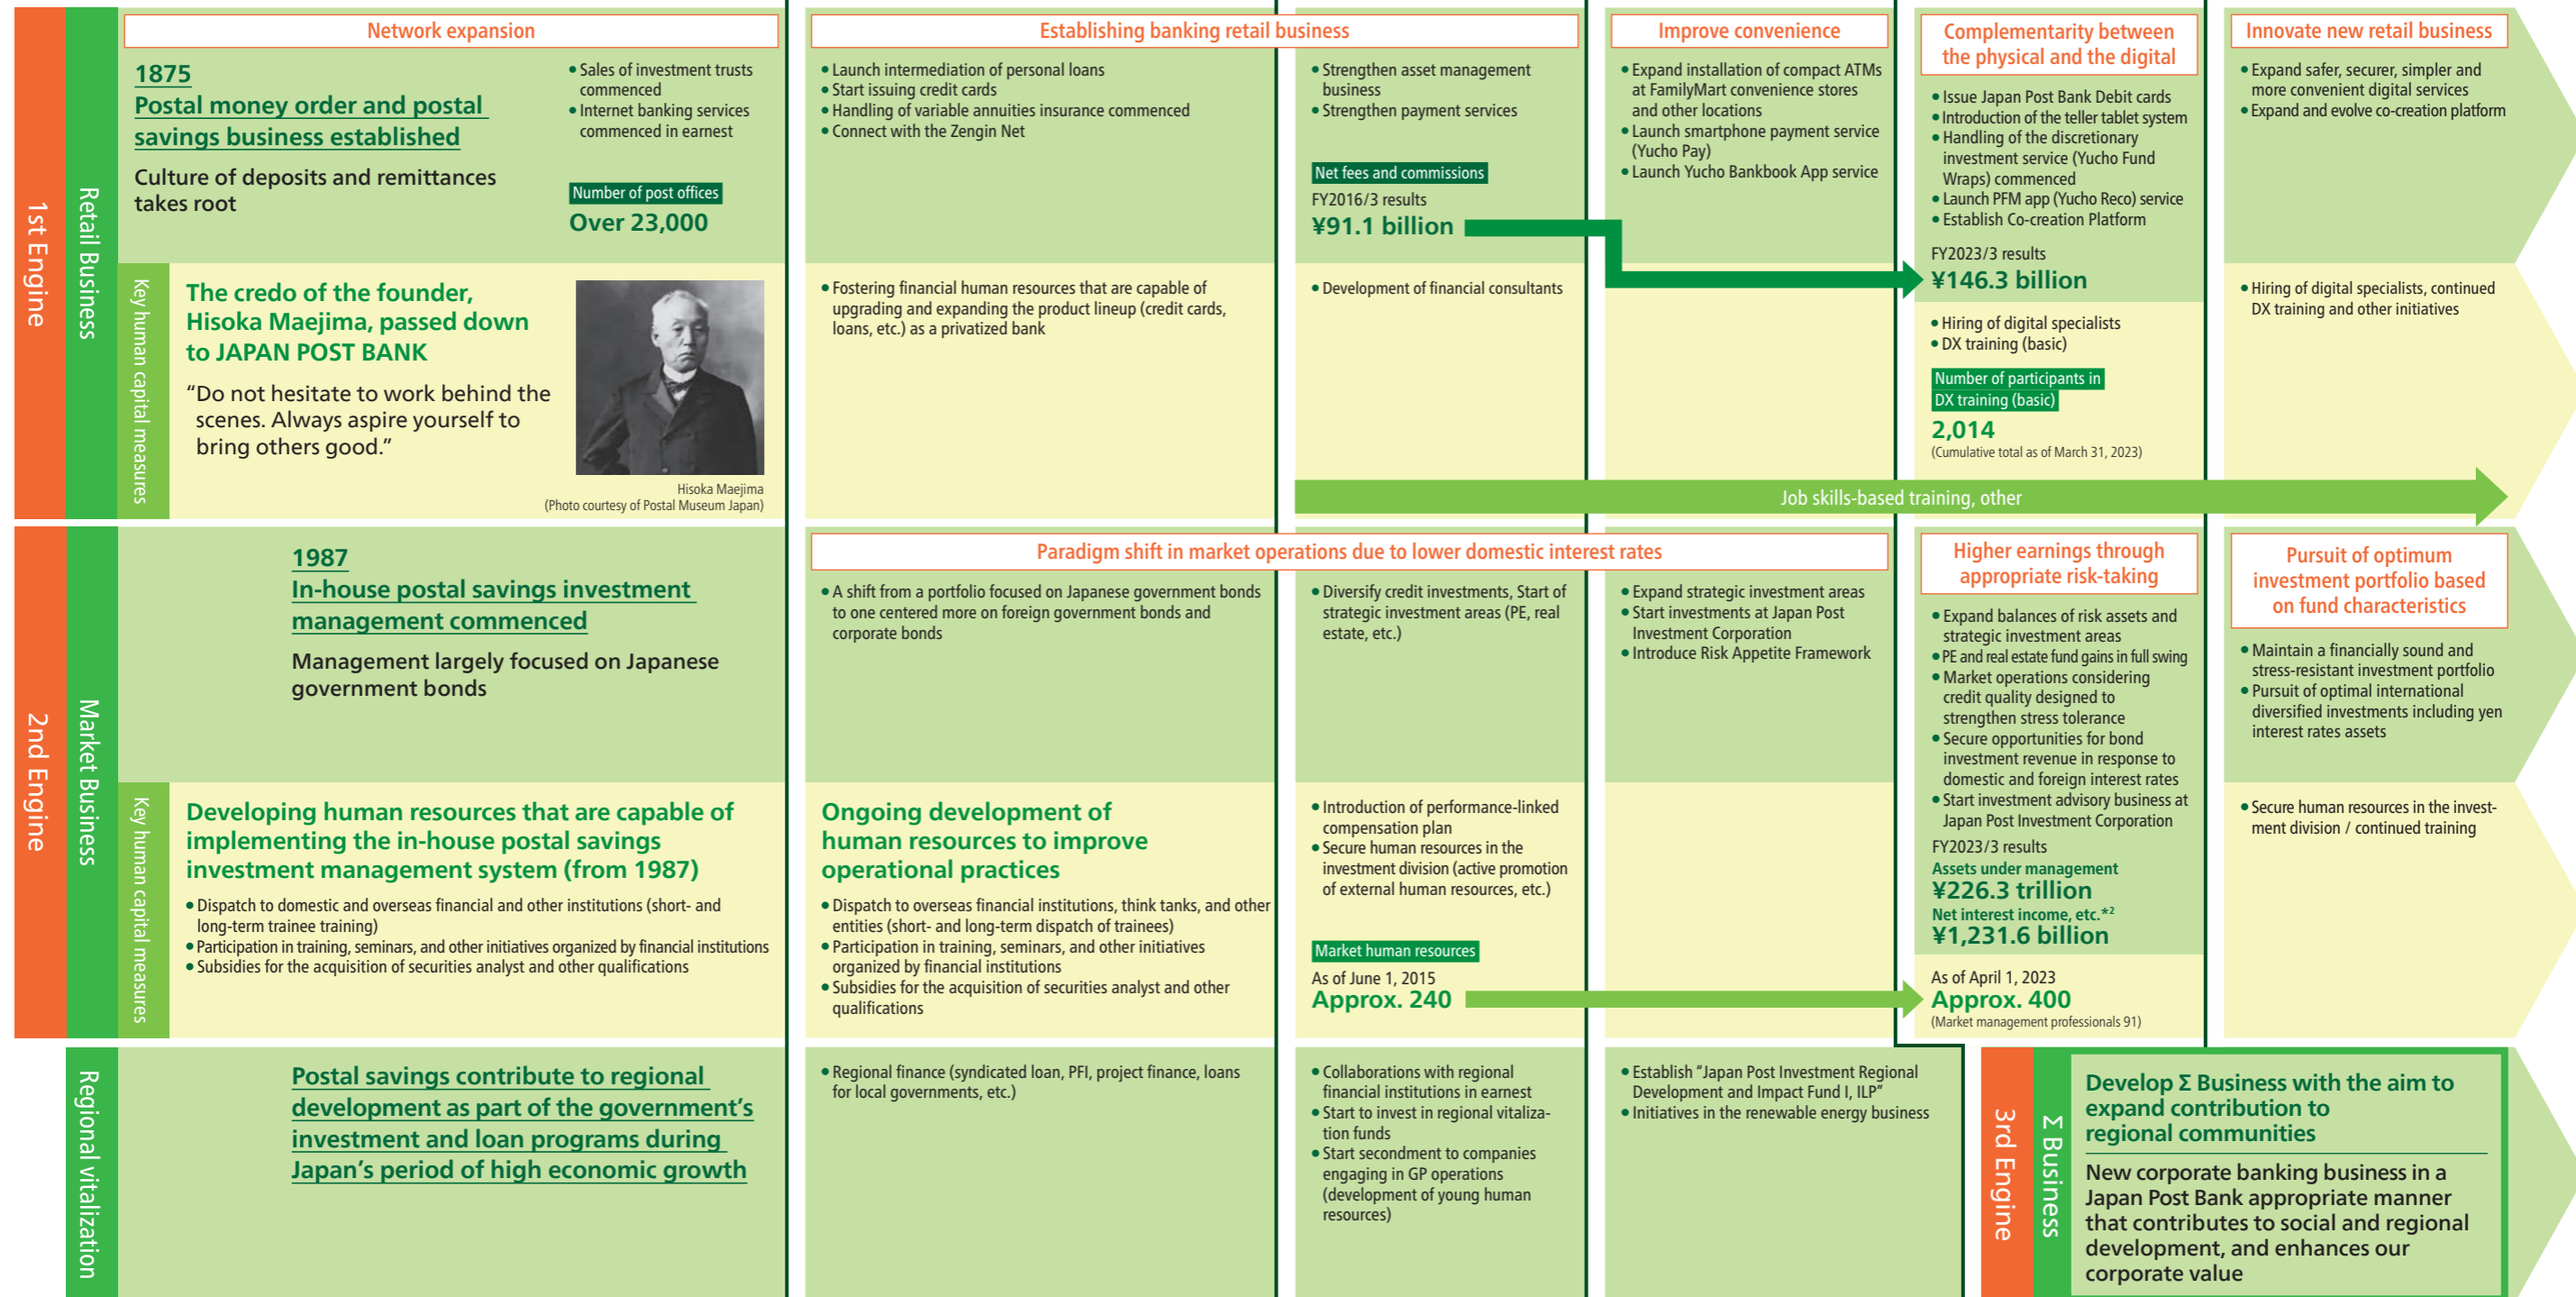 1st Engine
Retail Business
Network expansion
1875
Postal money order and postal
savings business established
Culture of deposits and remittances
takes root
• Sales of investment trusts
commenced
• Internet banking services
commenced in earnest
Number of post offices
Over 23,000
Establishing banking retail business
• Launch intermediation of personal loans
• Start issuing credit cards
• Handling of variable annuities insurance commenced
• Connect with the Zengin Net
• Strengthen asset management
business
• Strengthen payment services
Net fees and commissions
FY2016/3 results
¥91.1 billion
Improve convenience
• Expand installation of compact ATMs
at FamilyMart convenience stores
and other locations
• Launch smartphone payment service
(Yucho Pay)
• Launch Yucho Bankbook App service
Complementarity between
the physical and the digital
• Issue Japan Post Bank Debit cards
• Introduction of the teller tablet system
• Handling of the discretionary
investment service (Yucho Fund
Wraps) commenced
• Launch PFM app (Yucho Reco) service
• Establish Co-creation Platform
FY2023/3 results
¥146.3 billion
Innovate new retail business
• Expand safer, securer, simpler and
more convenient digital services
• Expand and evolve co-creation platform
Key human capital measures
The credo of the founder,
Hisoka Maejima, passed down
to JAPAN POST BANK
“Do not hesitate to work behind the
scenes. Always aspire yourself to
bring others good.”
Hisoka Maejima
(Photo courtesy of Postal Museum Japan)
• Fostering financial human resources that are capable of
upgrading and expanding the product lineup (credit cards,
loans, etc.) as a privatized bank
• Development of financial consultants
• Hiring of digital specialists
• DX training (basic)
Number of participants in
DX training (basic)
2,014
(Cumulative total as of March 31, 2023)
• Hiring of digital specialists, continued
DX training and other initiatives
Job skills-based training, other
2nd Engine
Market Business
1987
In-house postal savings investment
management commenced
Management largely focused on Japanese
government bonds
Paradigm shift in market operations due to lower domestic interest rates
• A shift from a portfolio focused on Japanese government bonds
to one centered more on foreign government bonds and
corporate bonds
• Diversify credit investments, Start of
strategic investment areas (PE, real
estate, etc.)
• Expand strategic investment areas
• Start investments at Japan Post
Investment Corporation
• Introduce Risk Appetite Framework
Higher earnings through
appropriate risk-taking
• Expand balances of risk assets and
strategic investment areas
• PE and real estate fund gains in full swing
• Market operations considering
credit quality designed to
strengthen stress tolerance
• Secure opportunities for bond
investment revenue in response to
domestic and foreign interest rates
• Start investment advisory business at
Japan Post Investment Corporation
FY2023/3 results
Assets under management
¥226.3 trillion
Net interest income, etc.*2
¥1,231.6 billion
Pursuit of optimum
investment portfolio based
on fund characteristics
• Maintain a financially sound and
stress-resistant investment portfolio
• Pursuit of optimal international
diversified investments including yen
interest rates assets
Key human capital measures
Developing human resources that are capable of
implementing the in-house postal savings
investment management system (from 1987)
• Dispatch to domestic and overseas financial and other institutions (short- and
long-term trainee training)
• Participation in training, seminars, and other initiatives organized by financial institutions
• Subsidies for the acquisition of securities analyst and other qualifications
Ongoing development of
human resources to improve
operational practices
• Dispatch to overseas financial institutions, think tanks, and other
entities (short- and long-term dispatch of trainees)
• Participation in training, seminars, and other initiatives
organized by financial institutions
• Subsidies for the acquisition of securities analyst and other
qualifications
• Introduction of performance-linked
compensation plan
• Secure human resources in the
investment division (active promotion
of external human resources, etc.)
Market human resources
As of June 1, 2015
Approx. 240
As of April 1, 2023
Approx. 400
(Market management professionals 91)
• Secure human resources in the invest-
ment division / continued training
Regional vitalization
Postal savings contribute to regional
development as part of the government’s
investment and loan programs during
Japan’s period of high economic growth
• Regional finance (syndicated loan, PFI, project finance, loans
for local governments, etc.)
• Collaborations with regional
financial institutions in earnest
• Start to invest in regional vitaliza-
tion funds
• Start secondment to companies
engaging in GP operations
(development of young human
resources)
• Establish “Japan Post Investment Regional
Development and Impact Fund I, ILP”
• Initiatives in the renewable energy business
3rd Engine
Σ Business
Develop Σ Business with the aim to
expand contribution to
regional communities
New corporate banking business in a
Japan Post Bank appropriate manner
that contributes to social and regional
development, and enhances our
corporate value